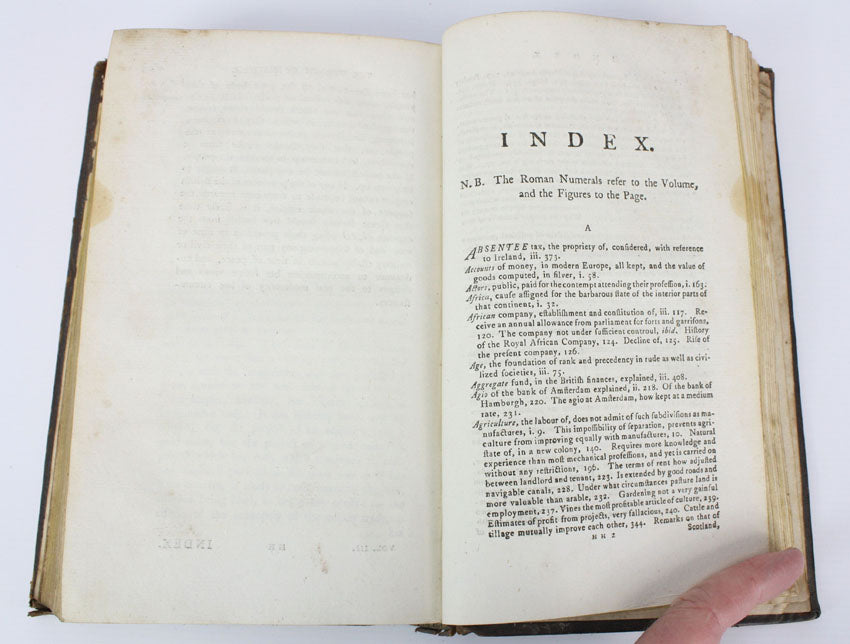 INDEX.
N. B. The Roman Numerals refer to the Volume,
and the Figures to the Page.
A
ABSENTEE tax, the propriety of, conſidered, with reference
to Ireland, iii. 373.
Accounts of money, in modern Europe, all kept, and the value of
goods computed, in ſilver, i. 58.
Actors, public, paid for the contempt attending their profeſſion, i. 163.
Africa, cauſe aſſigned for the barbarous ſtate of the interior parts of
that continent, i. 32.
African company, eſtabliſhment and conſtitution of, iii. 117. Re-
ceive an annual allowance from parliament for forts and garriſons,
120. The company not under ſufficient controul, ibid. Hiſtory
of the Royal African Company, 124. Decline of, 125. Riſe of
the preſent company, 126.
Age, the foundation of rank and precedency in rude as well as civi-
lized ſocieties, iii. 75.
Aggregate fund, in the Britiſh finances, explained, iii. 408.
Agio of the bank of Amſterdam explained, ii. 218. Of the bank of
Hamburgh, 220. The agio at Amſterdam, how kept at a medium
rate, 231.
Agriculture, the labour of, does not admit of ſuch ſubdiviſions as ma-
nufactures, i. 9. This impoſſibility of ſeparation, prevents agri-
culture from improving equally with manufactures, 10. Natural
ſtate of, in a new colony, 140. Requires more knowledge and
experience than moſt mechanical profeſſions, and yet is carried on
without any reſtrictions, 196. The terms of rent how adjuſted
between landlord and tenant, 223. Is extended by good roads and
navigable canals, 228. Under what circumſtances paſture land is
more valuable than arable, 232. Gardening not a very gainful
employment, 237. Vines the moſt profitable article of culture, 239.
Eſtimates of profit from projects, very fallacious, 240. Cattle and
tillage mutually improve each other, 344. Remarks on that of
H H 2 Scotland,